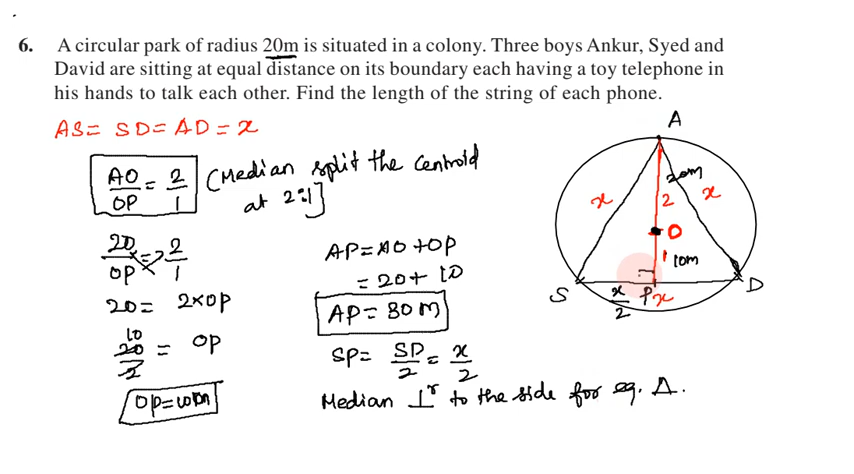 6. A circular park of radius 20m is situated in a colony. Three boys Ankur, Syed and
David are sitting at equal distance on its boundary each having a toy telephone in
his hands to talk each other. Find the length of the string of each phone.
AS = SD = AD = x
AO/OP = 2/1 (Median split the centroid
at 2:1]
20/OP => 2/1
20 = 2×OP
10
20/2 = OP
OP = 10m
AP = AO + OP
= 20 + 10
AP = 30 M
SP = SD/2 = x/2
Median ⊥r to the side for eq. Δ.
A
20m
x
2
x
O
1
10m
S
x/2
P
x
D